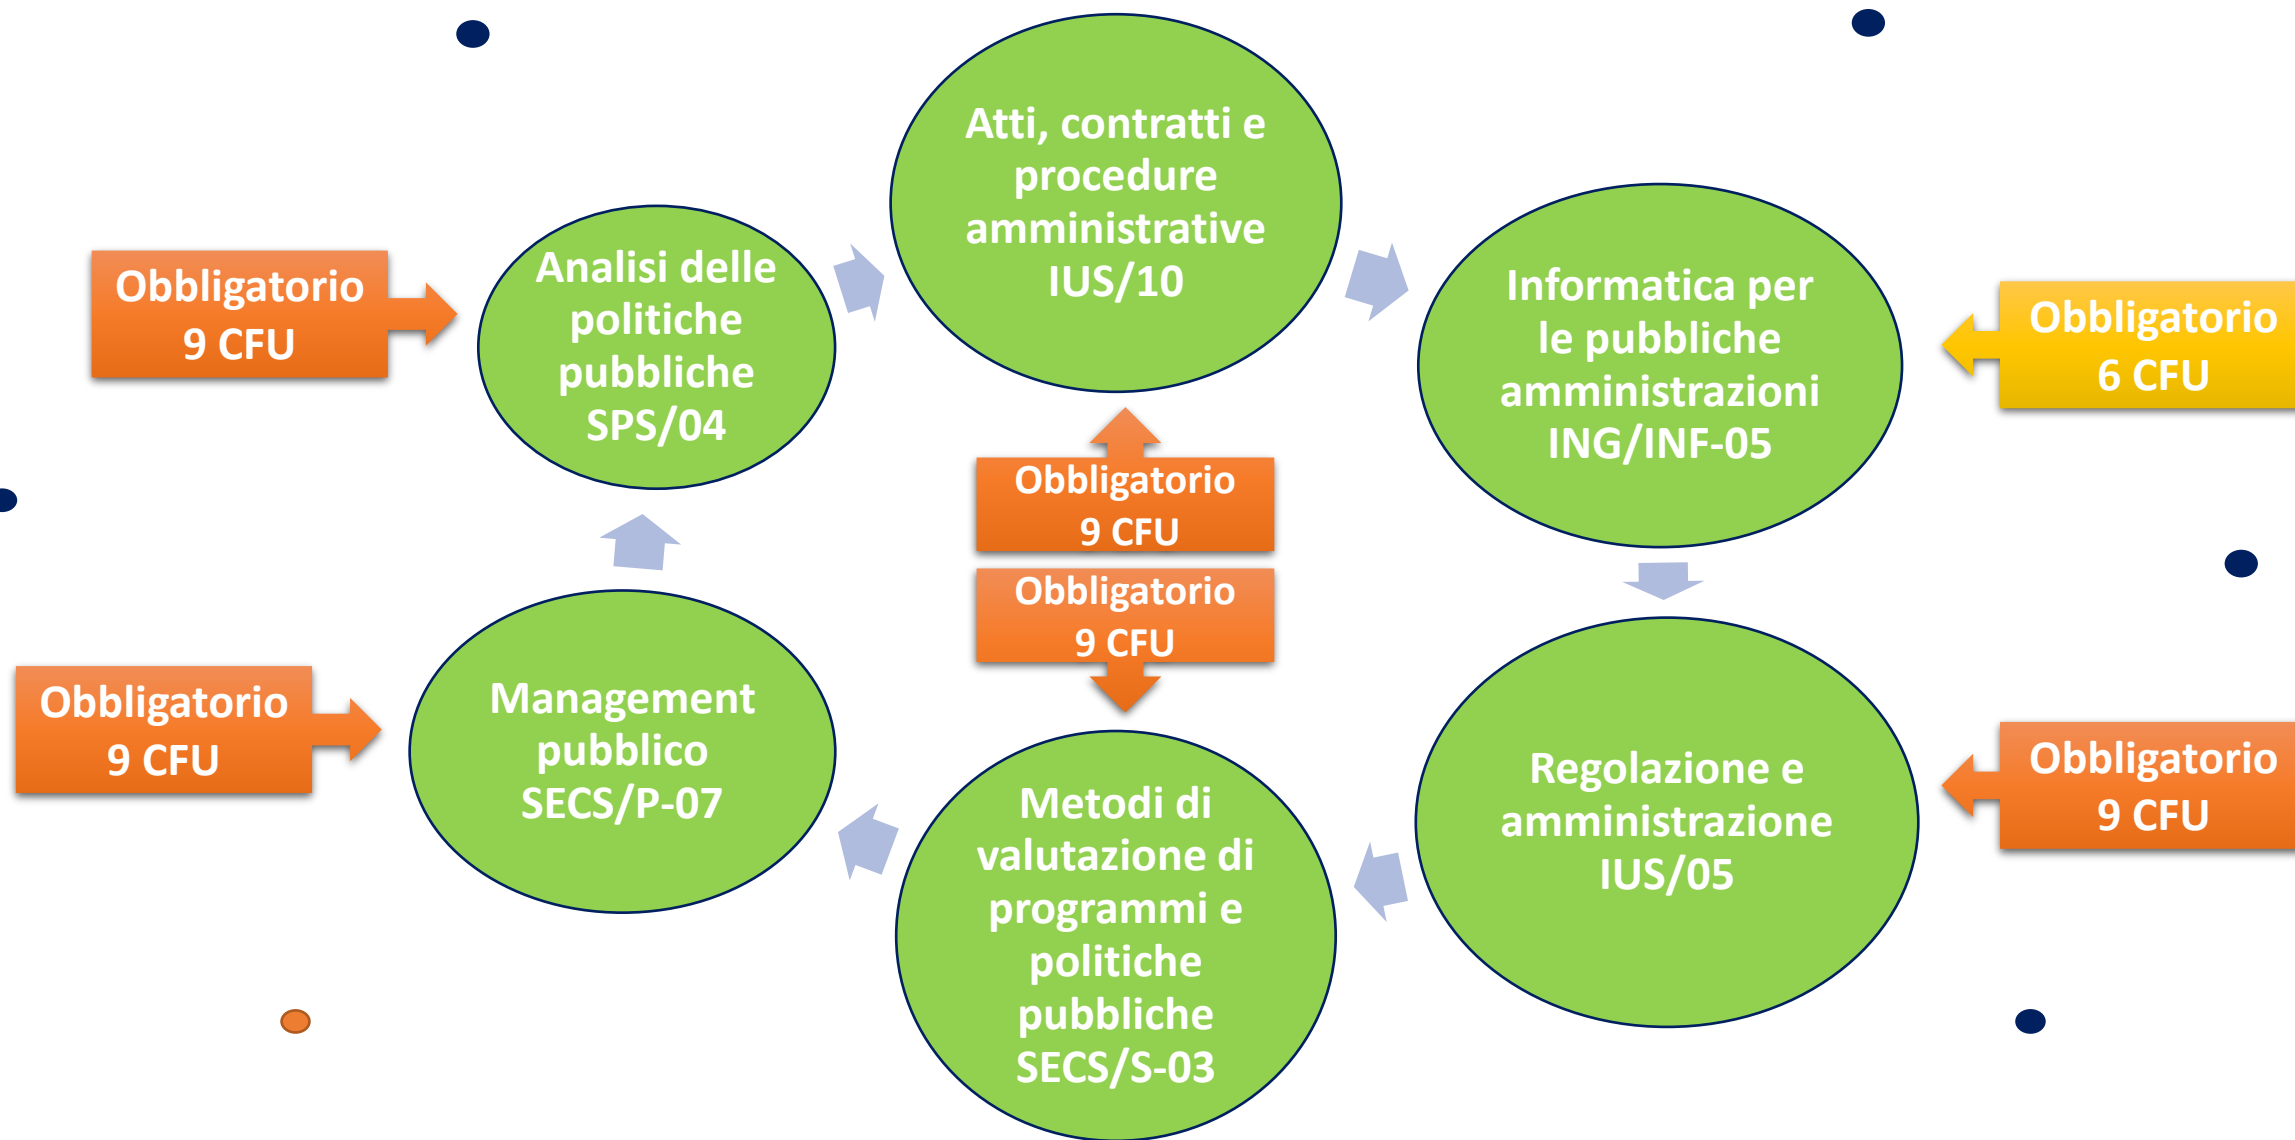 Atti, contratti e
procedure
amministrative
IUS/10
Obbligatorio
9 CFU
Analisi delle
politiche
pubbliche
SPS/04
Informatica per
le pubbliche
amministrazioni
ING/INF-05
Obbligatorio
6 CFU
Obbligatorio
9 CFU
Obbligatorio
9 CFU
Obbligatorio
9 CFU
Management
pubblico
SECS/P-07
Metodi di
valutazione di
programmi e
politiche
pubbliche
SECS/S-03
Regolazione e
amministrazione
IUS/05
Obbligatorio
9 CFU